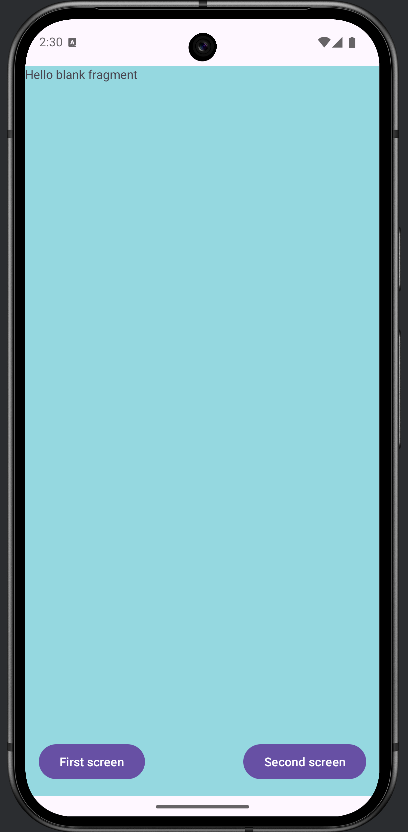 2:30 A
Hello blank fragment
First screen
Second screen